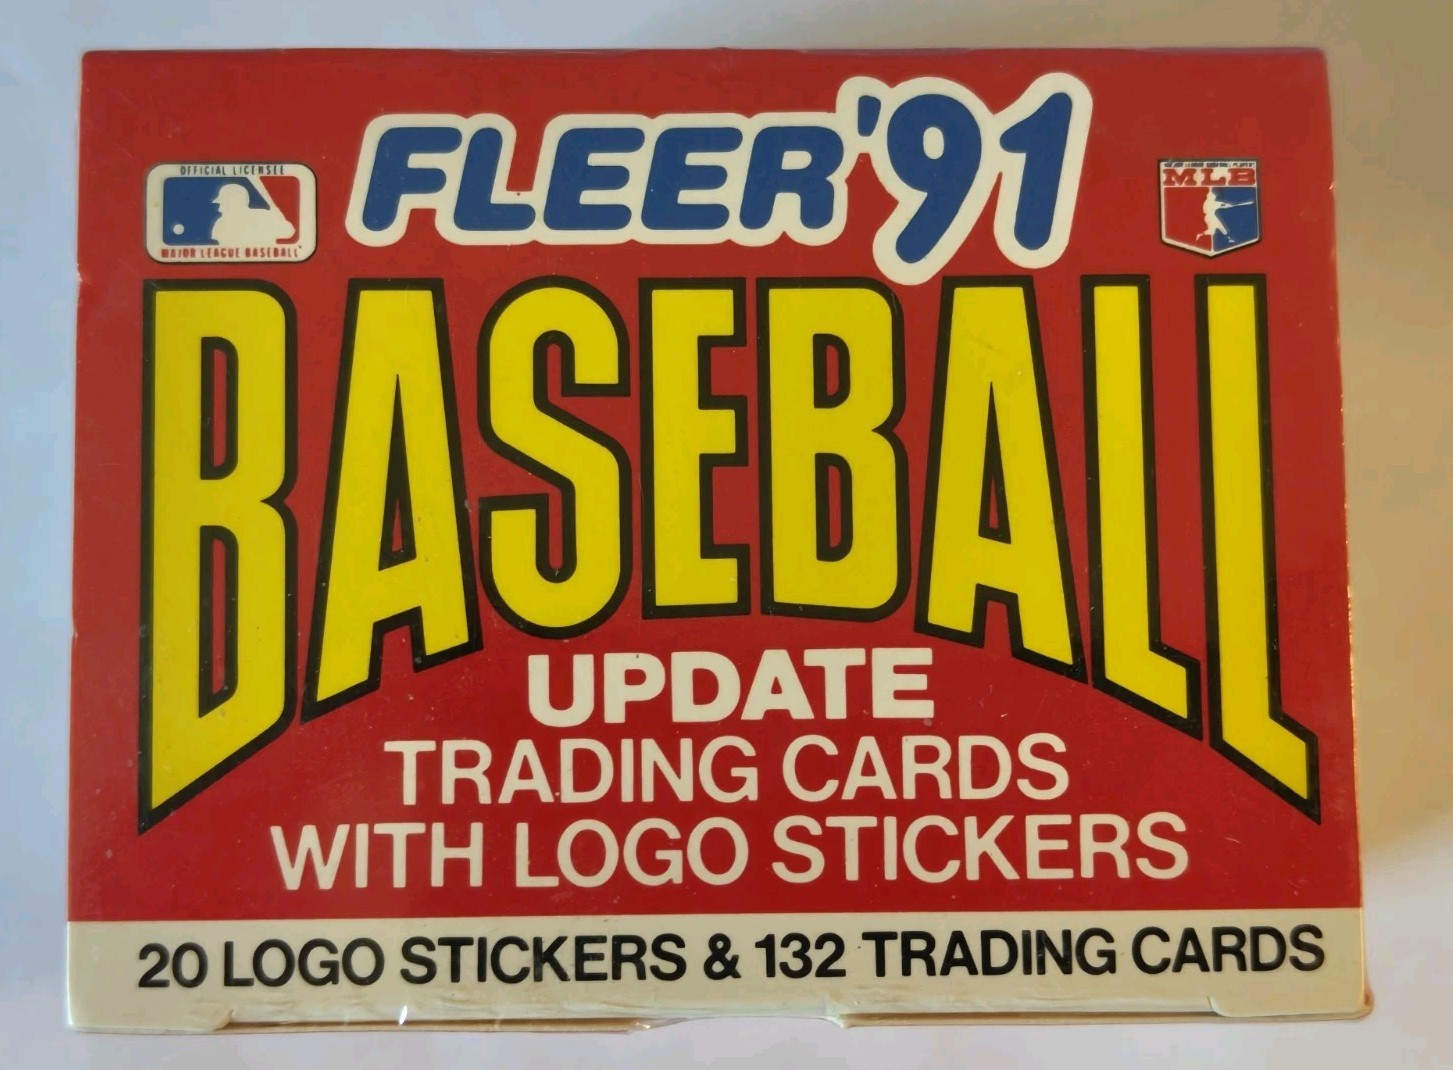 FLEER '91
OFFICIAL LICENSEE
MAJOR LEAGUE BASEBALL
MLB
BASEBALL
UPDATE
TRADING CARDS
WITH LOGO STICKERS
20 LOGO STICKERS & 132 TRADING CARDS